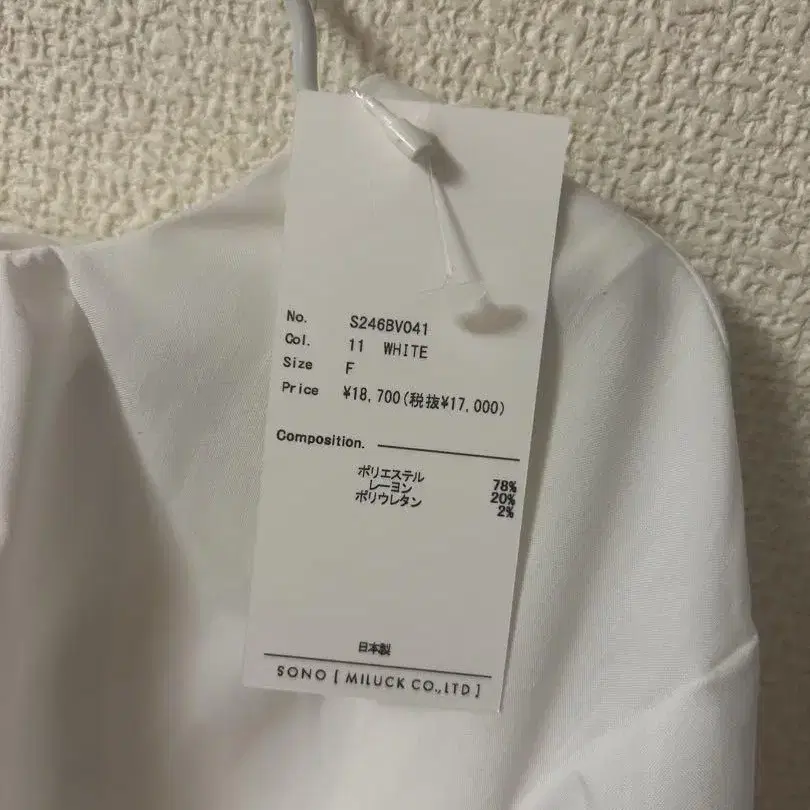 No. S246BV041
Col. 11 WHITE
Size F
Price ¥18,700(税抜¥17,000)
Composition.
ポリエステル 78%
レーヨン 20%
ポリウレタン 2%
日本製
SONO [ MILUCK CO.,LTD ]